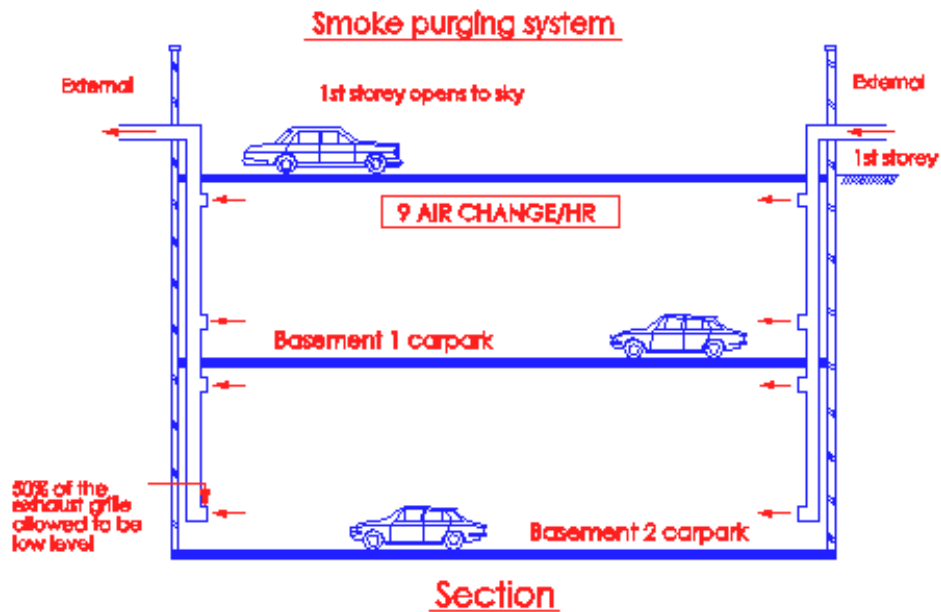 Smoke purging system
External
1st storey opens to sky
External
1st storey
9 AIR CHANGE/HR
Basement 1 carpark
50% of the
exhaust grille
allowed to be
low level
Basement 2 carpark
Section